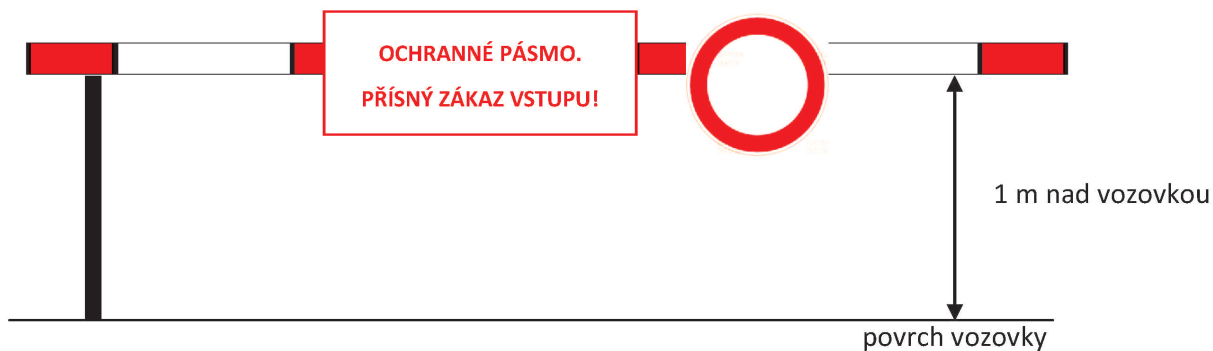 OCHRANNÉ PÁSMO.
PŘÍSNÝ ZÁKAZ VSTUPU!
1 m nad vozovkou
povrch vozovky